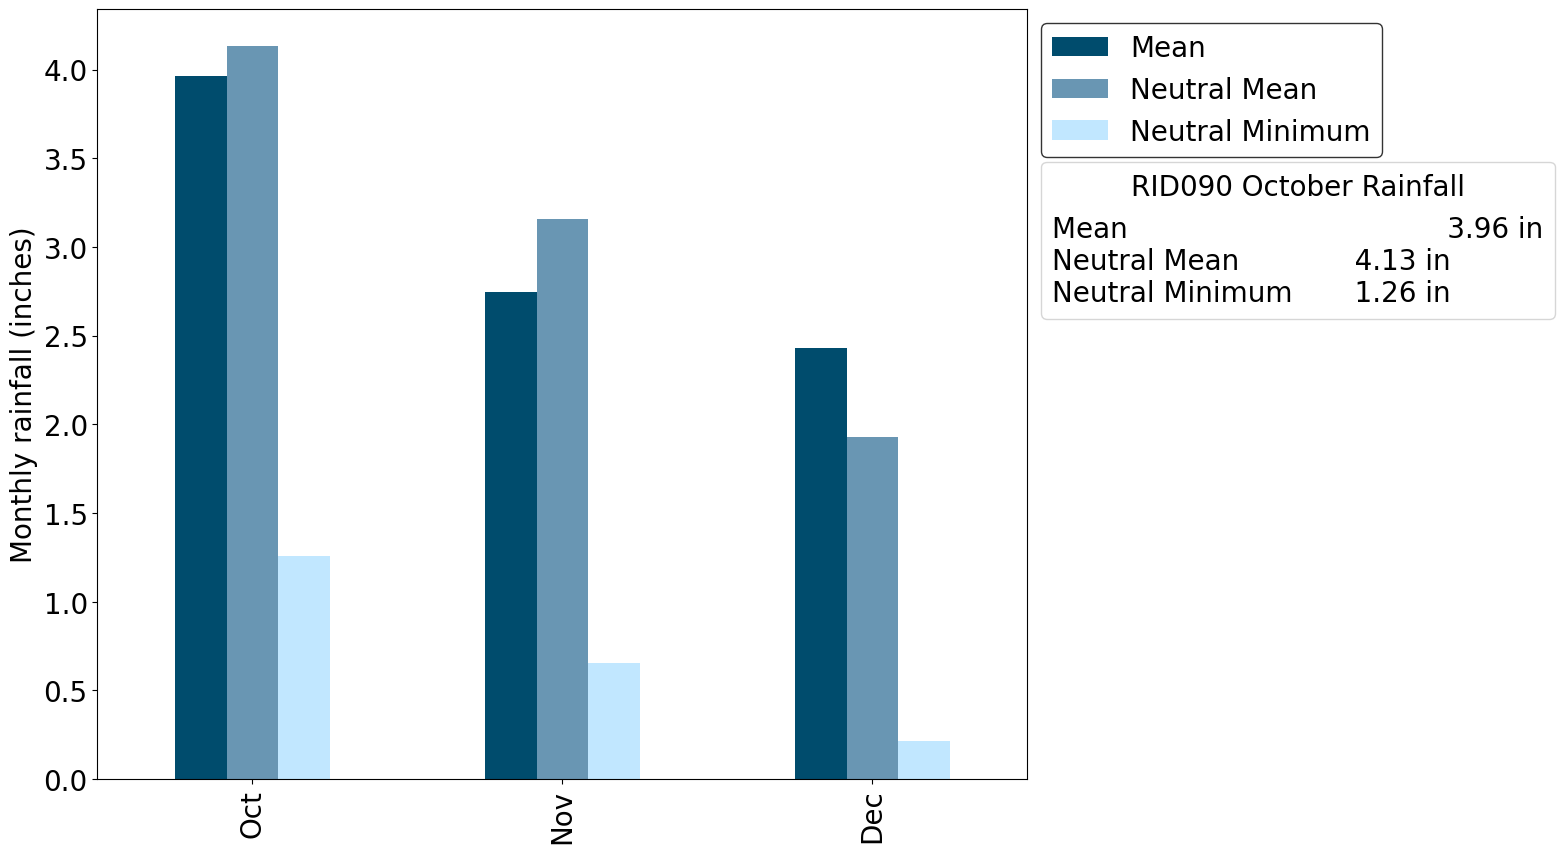 Mean
Neutral Mean
Neutral Minimum
RID090 October Rainfall
Mean 3.96 in
Neutral Mean 4.13 in
Neutral Minimum 1.26 in
Monthly rainfall (inches)
4.0
3.5
3.0
2.5
2.0
1.5
1.0
0.5
0.0
Oct
Nov
Dec